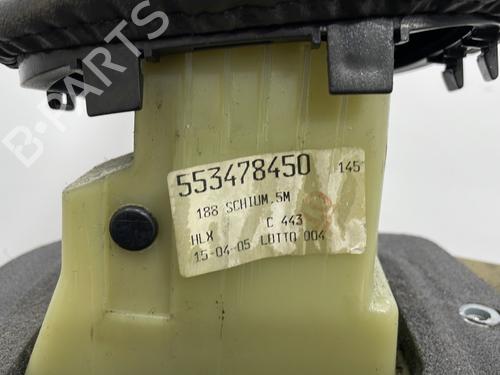 B-PARTS
553478450 145
188 SCHIUM.5M
HLX C 443
15-04-05 LOTTO 004